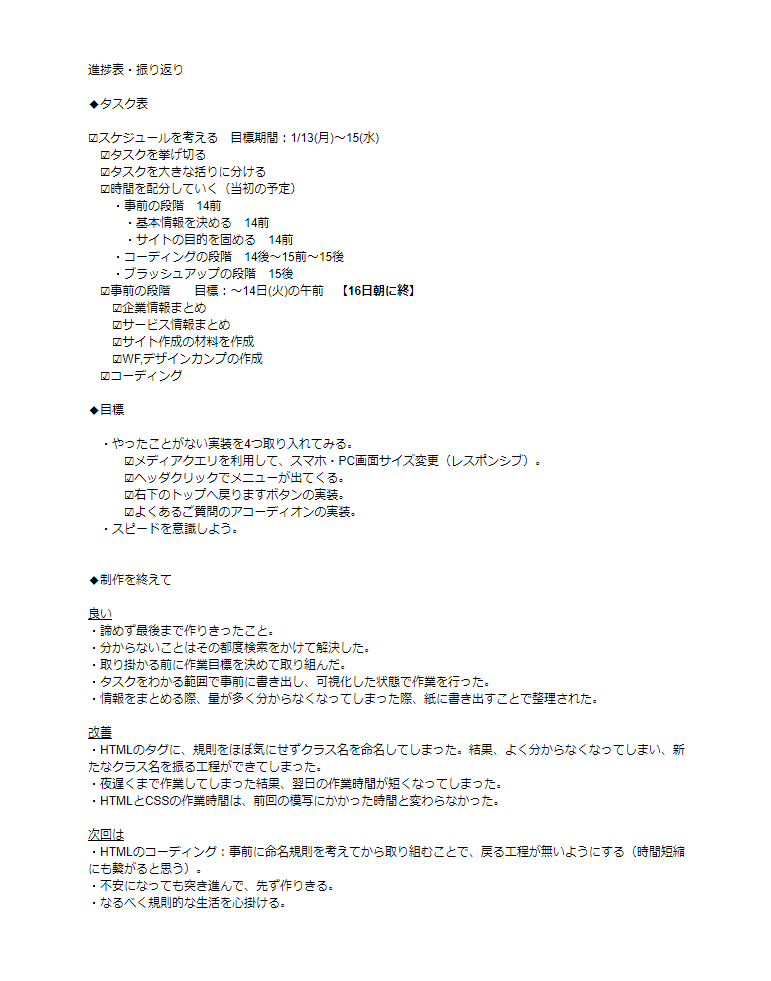 進捗表・振り返り
◆タスク表
☑スケジュールを考える　目標期間：1/13(月)～15(水)
☑タスクを挙げ切る
☑タスクを大きな括りに分ける
☑時間を配分していく（当初の予定）
・事前の段階　14前
・基本情報を決める　14前
・サイトの目的を固める　14前
・コーディングの段階　14後～15前～15後
・ブラッシュアップの段階　15後
☑事前の段階　　目標：～14日(火)の午前　【16日朝に終】
☑企業情報まとめ
☑サービス情報まとめ
☑サイト作成の材料を作成
☑WF,デザインカンプの作成
☑コーディング
◆目標
・やったことがない実装を4つ取り入れてみる。
☑メディアクエリを利用して、スマホ・PC画面サイズ変更（レスポンシブ）。
☑ヘッダクリックでメニューが出てくる。
☑右下のトップへ戻りますボタンの実装。
☑よくあるご質問のアコーディオンの実装。
・スピードを意識しよう。
◆制作を終えて
良い
・諦めず最後まで作りきったこと。
・分からないことはその都度検索をかけて解決した。
・取り掛かる前に作業目標を決めて取り組んだ。
・タスクをわかる範囲で事前に書き出し、可視化した状態で作業を行った。
・情報をまとめる際、量が多く分からなくなってしまった際、紙に書き出すことで整理された。
改善
・HTMLのタグに、規則をほぼ気にせずクラス名を命名してしまった。結果、よく分からなくなってしまい、新
たなクラス名を振る工程ができてしまった。
・夜遅くまで作業してしまった結果、翌日の作業時間が短くなってしまった。
・HTMLとCSSの作業時間は、前回の模写にかかった時間と変わらなかった。
次回は
・HTMLのコーディング：事前に命名規則を考えてから取り組むことで、戻る工程が無いようにする（時間短縮
にも繋がると思う）。
・不安になっても突き進んで、先ず作りきる。
・なるべく規則的な生活を心掛ける。